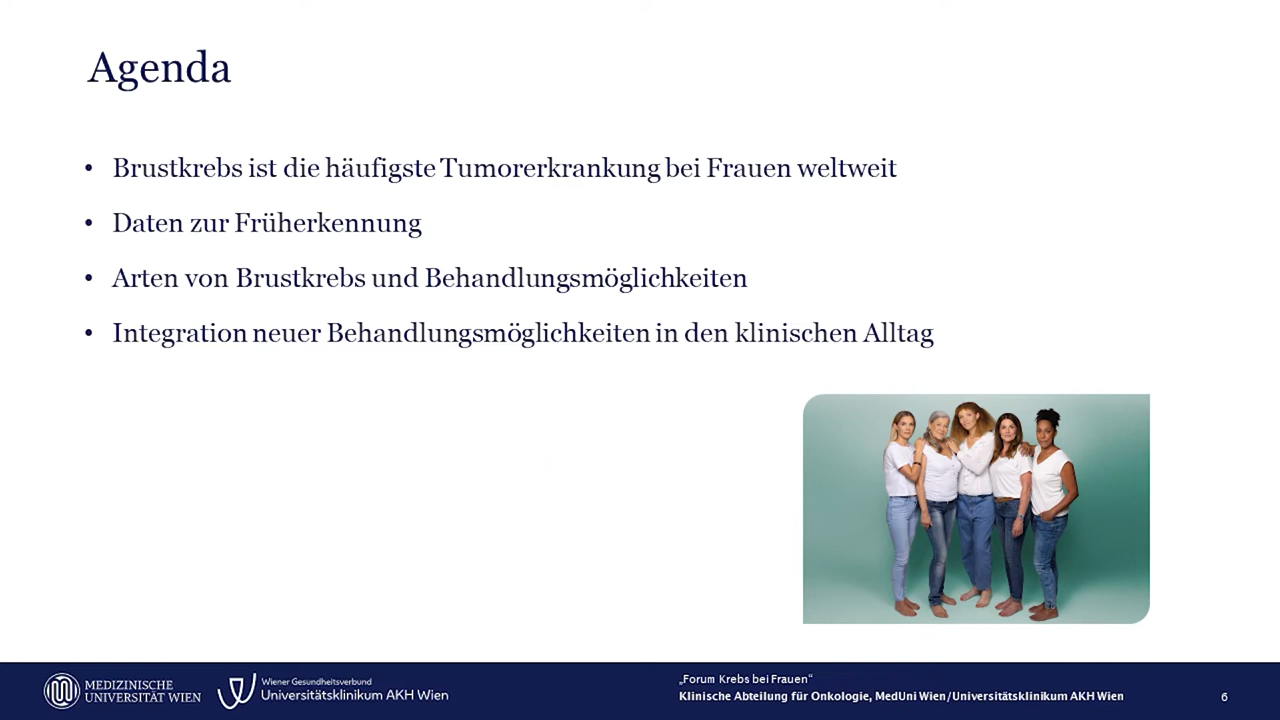 Agenda
• Brustkrebs ist die häufigste Tumorerkrankung bei Frauen weltweit
• Daten zur Früherkennung
• Arten von Brustkrebs und Behandlungsmöglichkeiten
• Integration neuer Behandlungsmöglichkeiten in den klinischen Alltag
MEDIZINISCHE
UNIVERSITÄT WIEN
Wiener Gesundheitsverbund
Universitätsklinikum AKH Wien
„Forum Krebs bei Frauen“
Klinische Abteilung für Onkologie, MedUni Wien/Universitätsklinikum AKH Wien
6